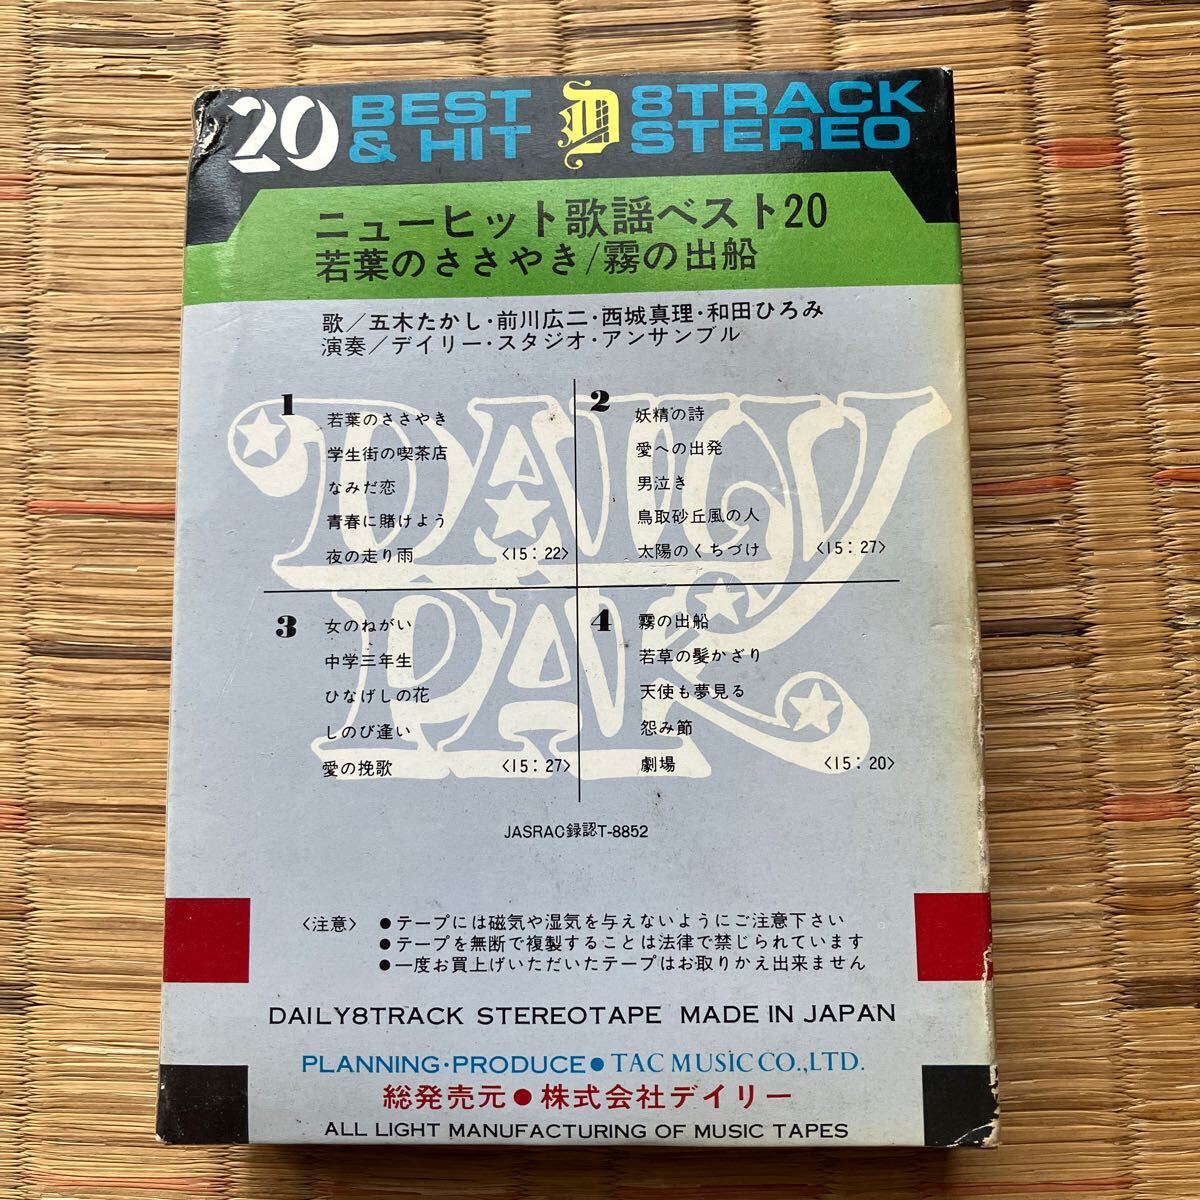 20 BEST & HIT D 8TRACK STEREO
ニューヒット歌謡ベスト20
若葉のささやき/霧の出船
歌/五木たかし・前川広二・西城真理・和田ひろみ
演奏/デイリー・スタジオ・アンサンブル
DAILY PAK
1
若葉のささやき
学生街の喫茶店
なみだ恋
青春に賭けよう
夜の走り雨 〈15:22〉
2
妖精の詩
愛への出発
男泣き
鳥取砂丘風の人
太陽のくちづけ 〈15:27〉
3
女のねがい
中学三年生
ひなげしの花
しのび逢い
愛の挽歌 〈15:27〉
4
霧の出船
若草の髪かざり
天使も夢見る
怨み節
劇場 〈15:20〉
JASRAC録認T-8852
〈注意〉 ●テープには磁気や湿気を与えないようにご注意下さい
●テープを無断で複製することは法律で禁じられています
●一度お買上げいただいたテープはお取りかえ出来ません
DAILY8TRACK STEREOTAPE MADE IN JAPAN
PLANNING・PRODUCE●TAC MUSIC CO.,LTD.
総発売元●株式会社デイリー
ALL LIGHT MANUFACTURING OF MUSIC TAPES